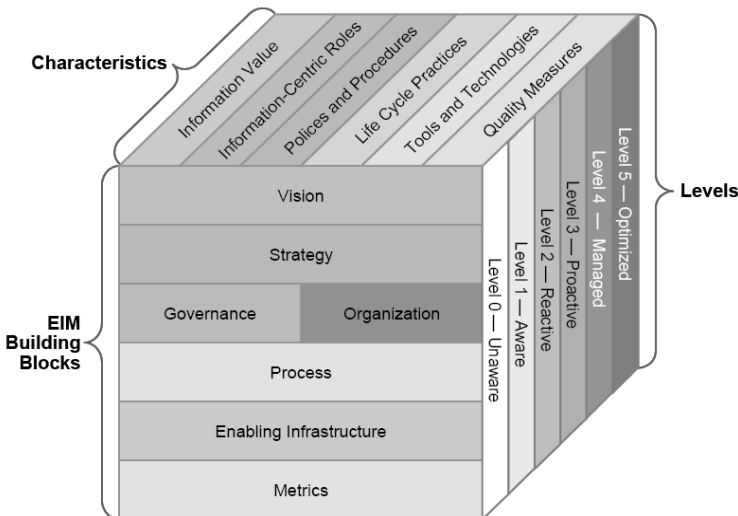 Characteristics
Information Value
Information-Centric Roles
Polices and Procedures
Life Cycle Practices
Tools and Technologies
Quality Measures
EIM
Building
Blocks
Vision
Strategy
Governance
Organization
Process
Enabling Infrastructure
Metrics
Level 0 — Unaware
Level 1 — Aware
Level 2 — Reactive
Level 3 — Proactive
Level 4 — Managed
Level 5 — Optimized
Levels